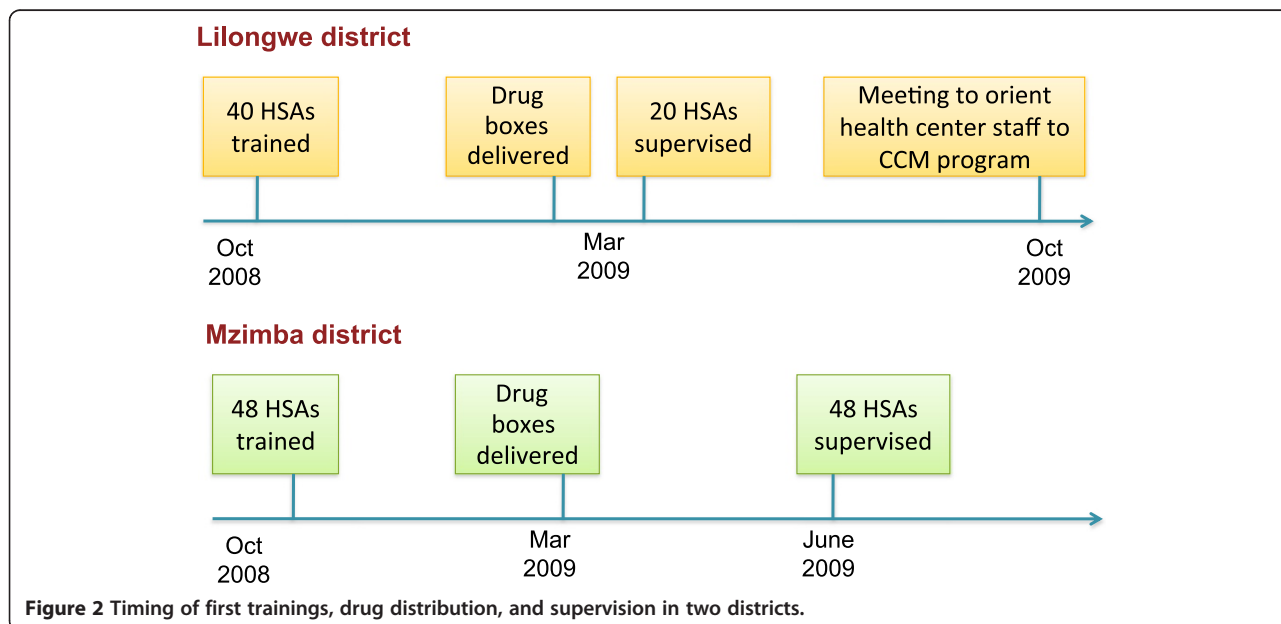 Lilongwe district
40 HSAs
trained
Drug
boxes
delivered
20 HSAs
supervised
Meeting to orient
health center staff to
CCM program
Oct
2008
Mar
2009
Oct
2009
Mzimba district
48 HSAs
trained
Drug
boxes
delivered
48 HSAs
supervised
Oct
2008
Mar
2009
June
2009
Figure 2 Timing of first trainings, drug distribution, and supervision in two districts.